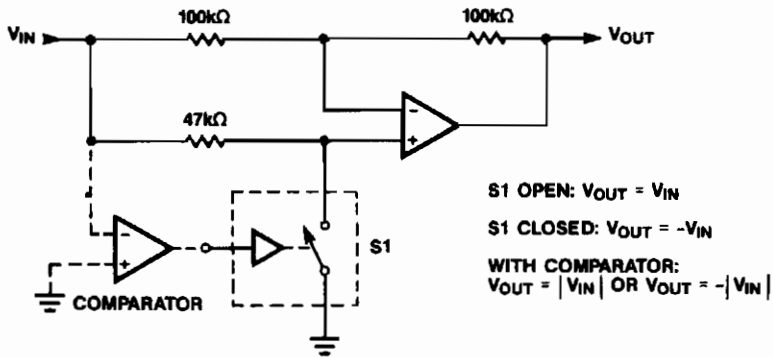 100kΩ
100kΩ
VIN
VOUT
-
+
47kΩ
S1 OPEN: VOUT = VIN
-
+
S1
S1 CLOSED: VOUT = -VIN
COMPARATOR
WITH COMPARATOR:
VOUT = |VIN| OR VOUT = -|VIN|